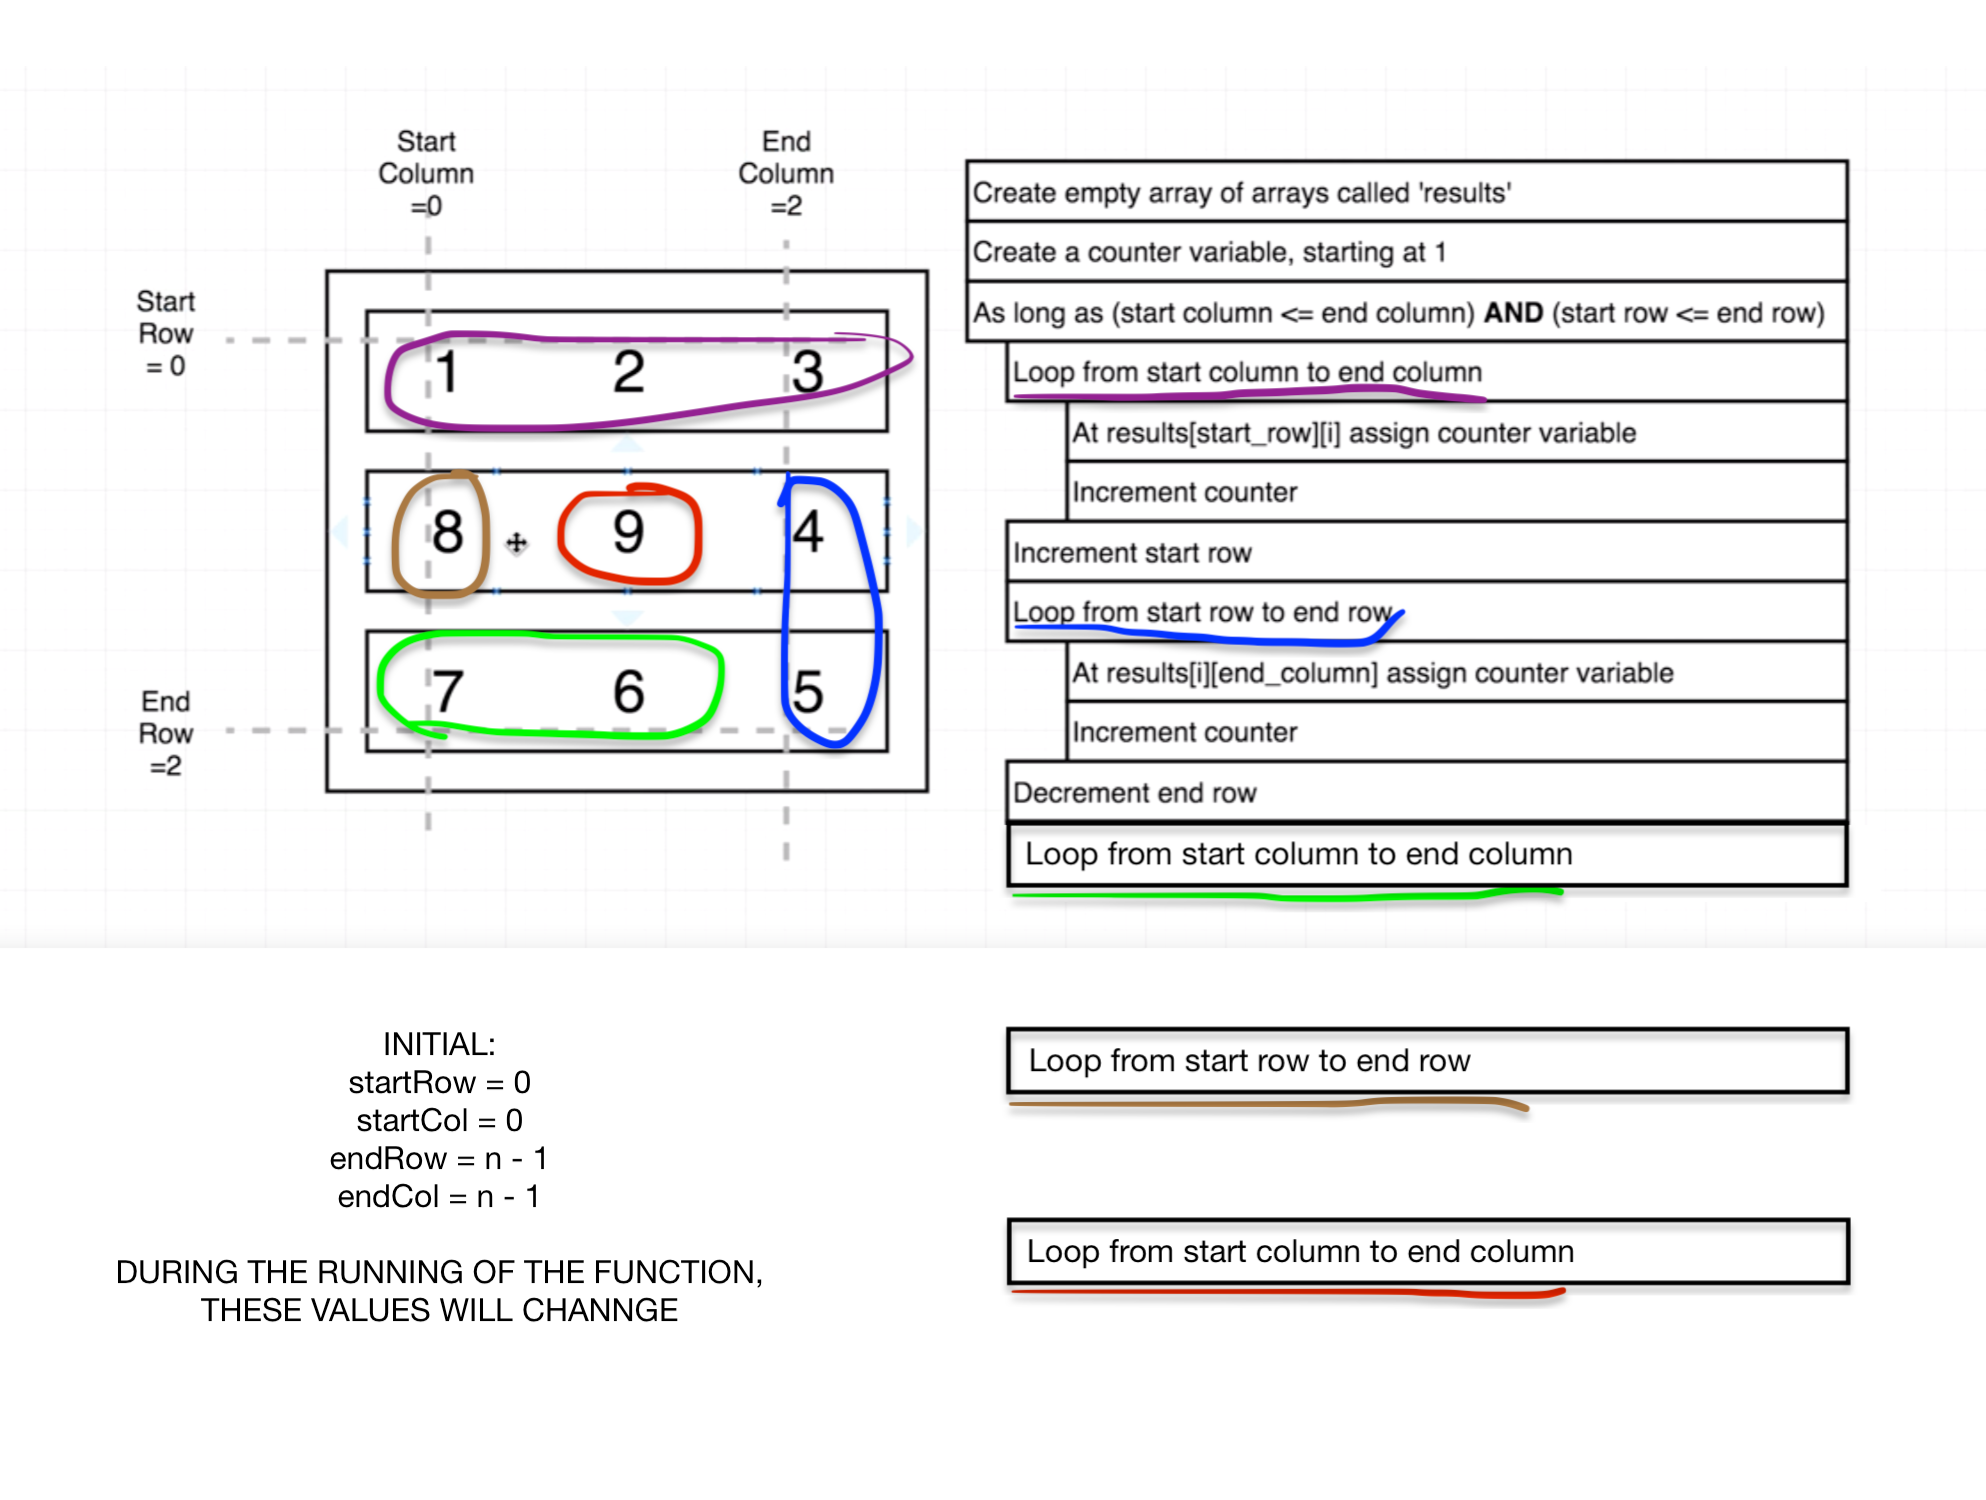 Start
Column
=0
End
Column
=2
Start
Row
= 0
1 2 3
8 9 4
7 6 5
End
Row
=2
Create empty array of arrays called 'results'
Create a counter variable, starting at 1
As long as (start column <= end column) AND (start row <= end row)
Loop from start column to end column
At results[start_row][i] assign counter variable
Increment counter
Increment start row
Loop from start row to end row
At results[i][end_column] assign counter variable
Increment counter
Decrement end row
Loop from start column to end column
INITIAL:
startRow = 0
startCol = 0
endRow = n - 1
endCol = n - 1
DURING THE RUNNING OF THE FUNCTION,
THESE VALUES WILL CHANNGE
Loop from start row to end row
Loop from start column to end column